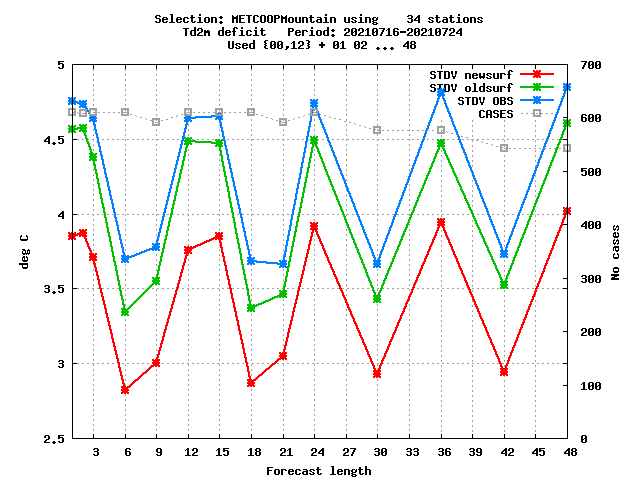 Selection: METCOOPMountain using    34 stations
Td2m deficit   Period: 20210716-20210724
Used {00,12} + 01 02 ... 48
STDV newsurf
STDV oldsurf
STDV OBS
CASES
5
4.5
4
3.5
3
2.5
deg C
700
600
500
400
300
200
100
0
No cases
3 6 9 12 15 18 21 24 27 30 33 36 39 42 45 48
Forecast length